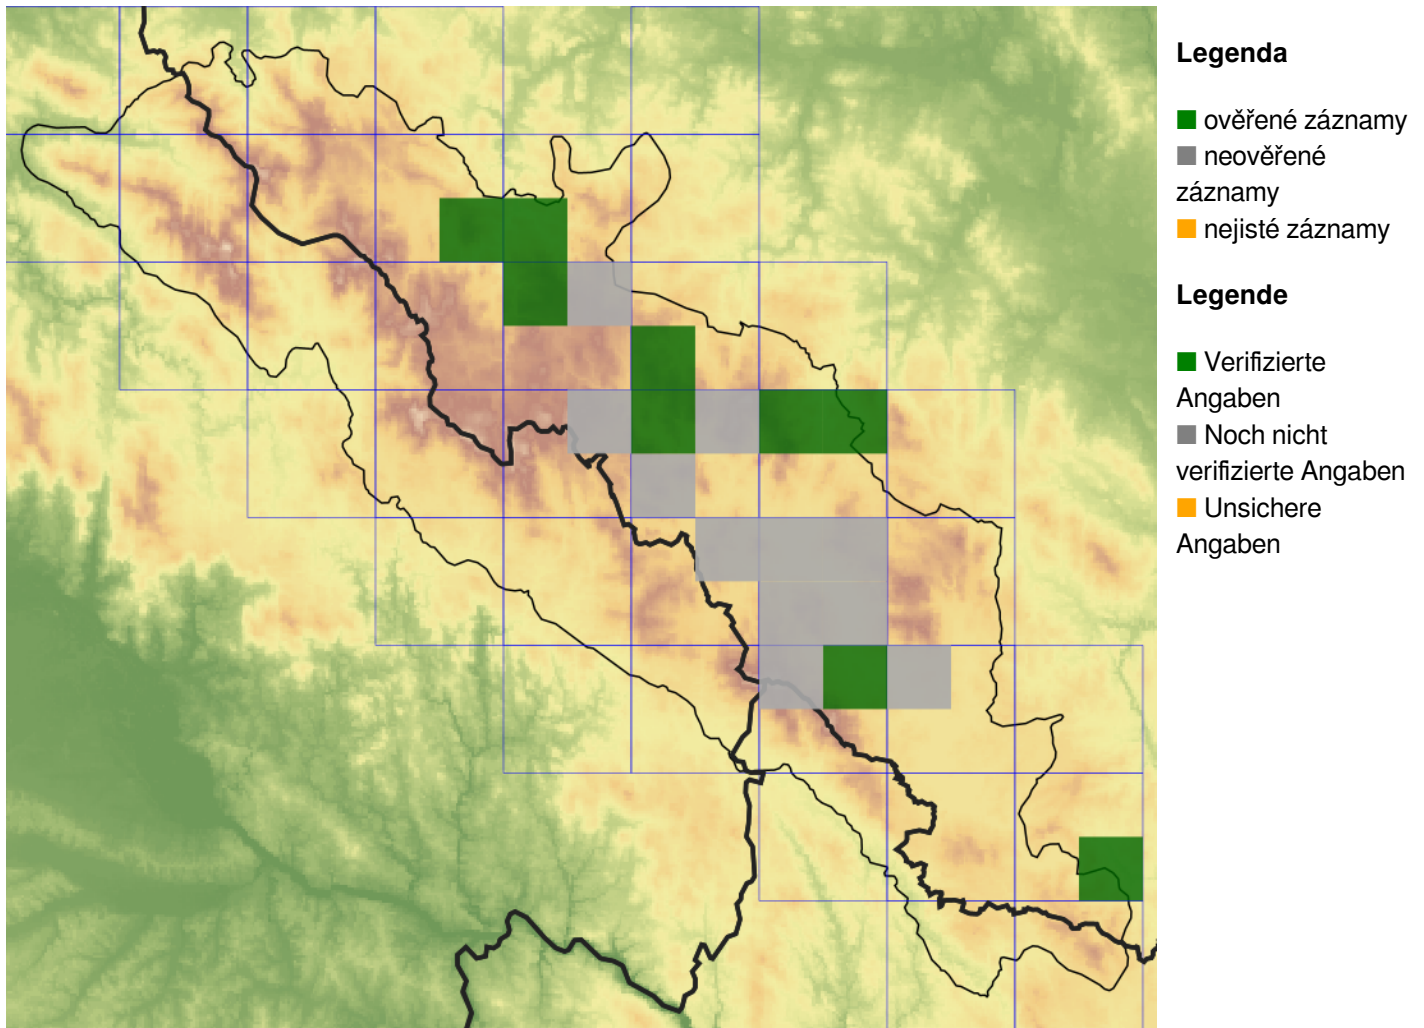 Legenda
ověřené záznamy
neověřené
záznamy
nejisté záznamy
Legende
Verifizierte
Angaben
Noch nicht
verifizierte Angaben
Unsichere
Angaben